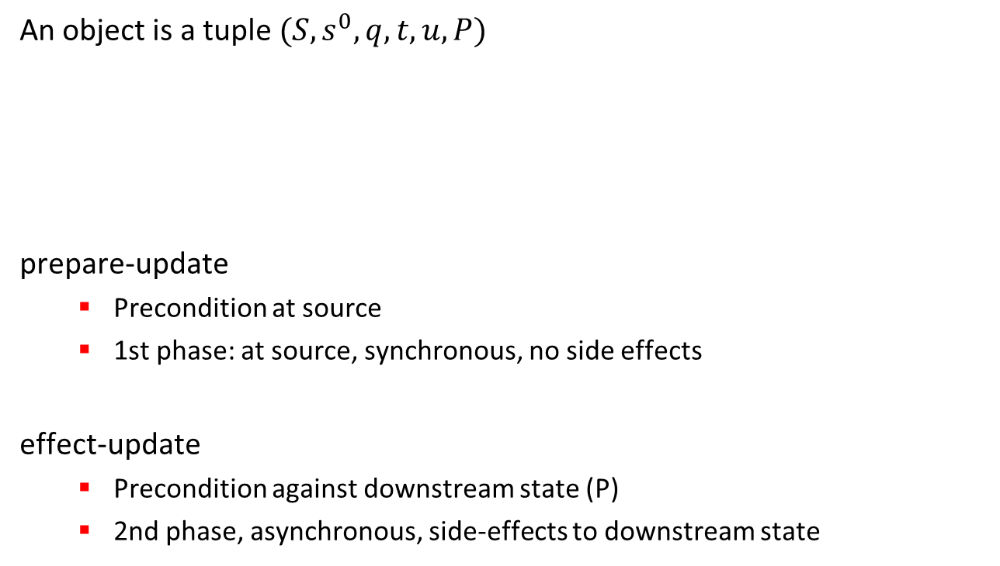 An object is a tuple (S, s⁰, q, t, u, P)
prepare-update
▪ Precondition at source
▪ 1st phase: at source, synchronous, no side effects
effect-update
▪ Precondition against downstream state (P)
▪ 2nd phase, asynchronous, side-effects to downstream state